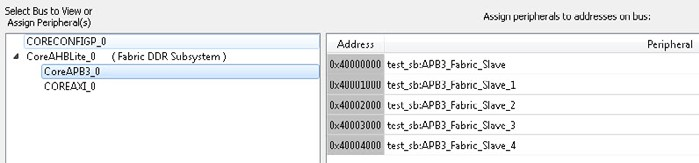 Select Bus to View or
Assign Peripheral(s)
Assign peripherals to addresses on bus:
CORECONFIGP_0
CoreAHBLite_0 ( Fabric DDR Subsystem )
CoreAPB3_0
COREAXI_0
Address Peripheral
0x40000000 test_sb:APB3_Fabric_Slave
0x40001000 test_sb:APB3_Fabric_Slave_1
0x40002000 test_sb:APB3_Fabric_Slave_2
0x40003000 test_sb:APB3_Fabric_Slave_3
0x40004000 test_sb:APB3_Fabric_Slave_4